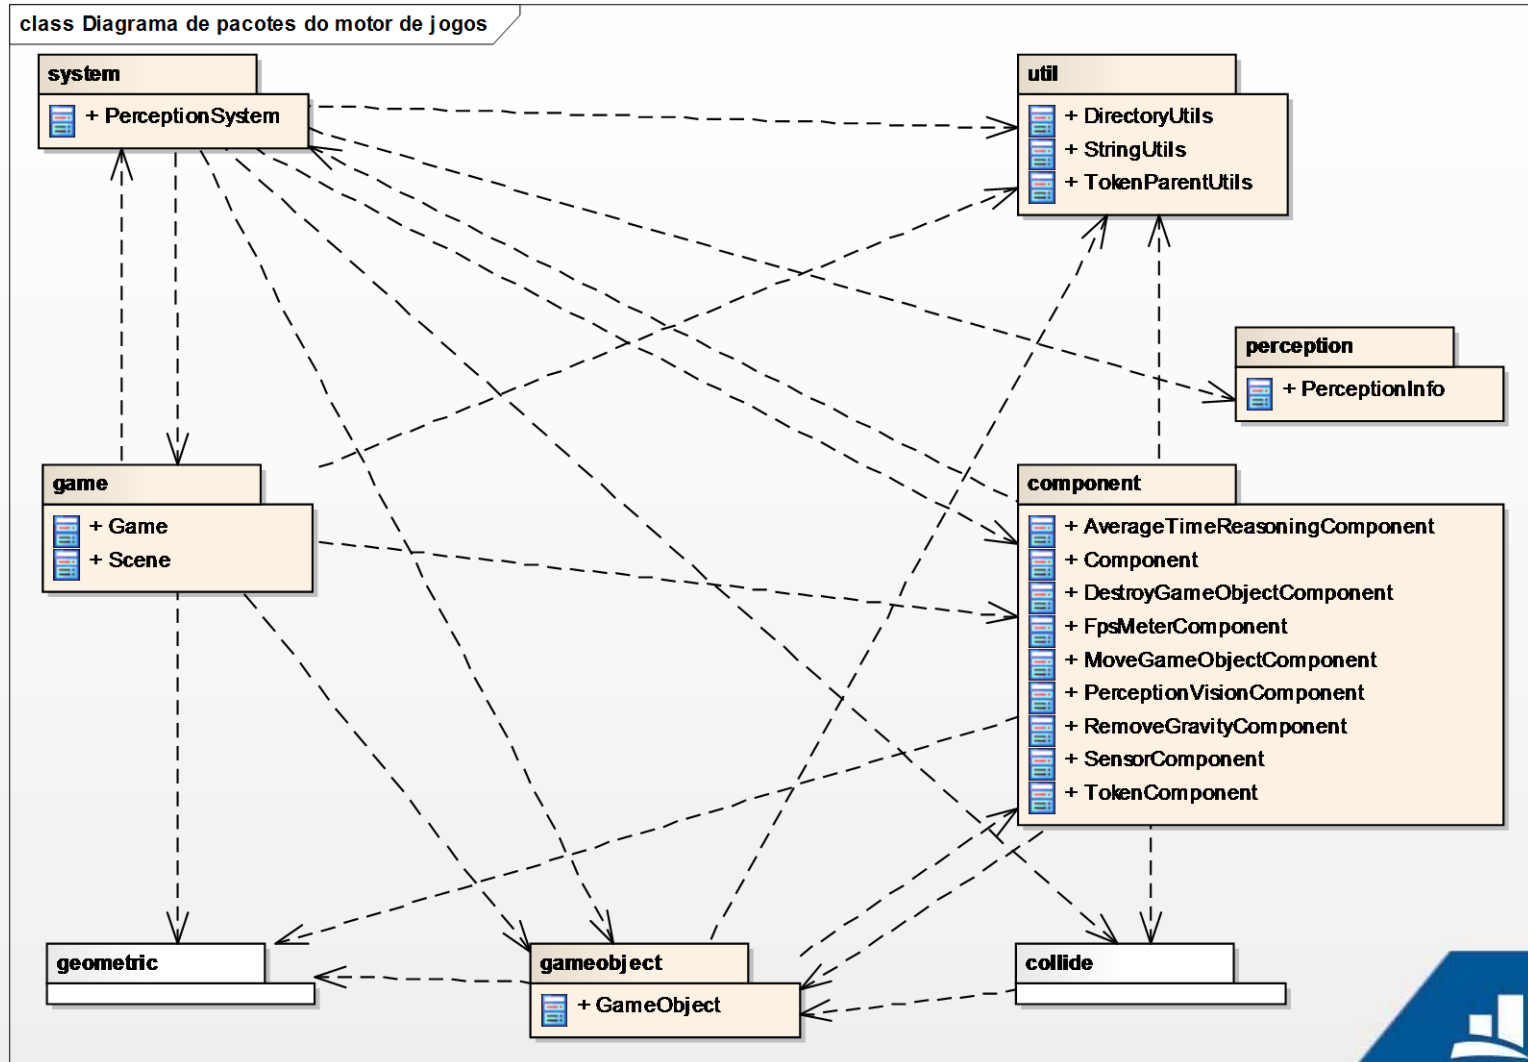 class Diagrama de pacotes do motor de jogos
system
+ PerceptionSystem
util
+ DirectoryUtils
+ StringUtils
+ TokenParentUtils
perception
+ PerceptionInfo
game
+ Game
+ Scene
component
+ AverageTimeReasoningComponent
+ Component
+ DestroyGameObjectComponent
+ FpsMeterComponent
+ MoveGameObjectComponent
+ PerceptionVisionComponent
+ RemoveGravityComponent
+ SensorComponent
+ TokenComponent
geometric
gameobject
+ GameObject
collide